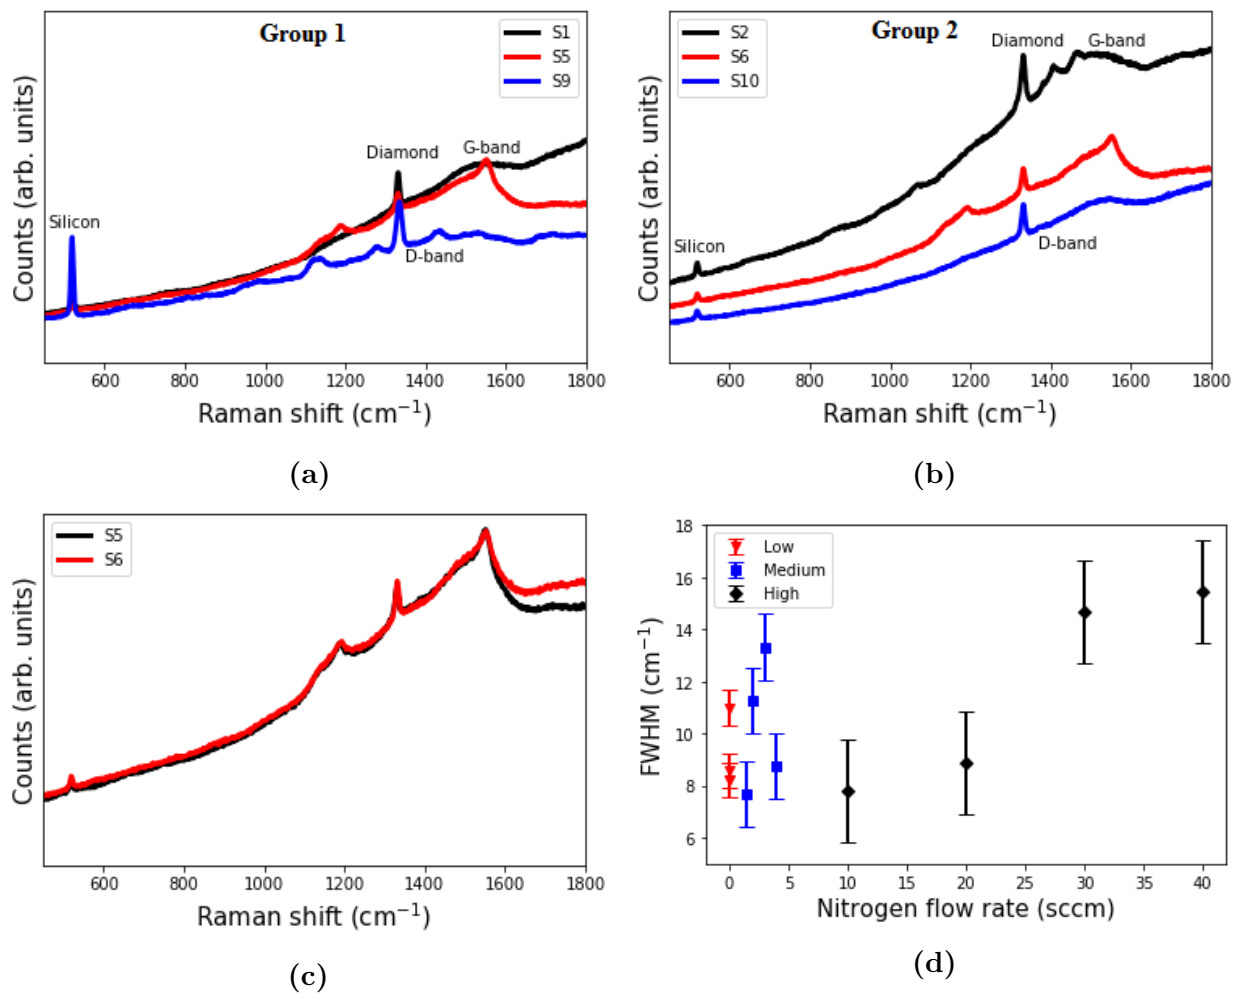 Group 1
S1
S5
S9
Silicon
Diamond
G-band
D-band
Counts (arb. units)
600 800 1000 1200 1400 1600 1800
Raman shift (cm⁻¹)
(a)
Group 2
S2
S6
S10
Diamond
G-band
Silicon
D-band
Counts (arb. units)
600 800 1000 1200 1400 1600 1800
Raman shift (cm⁻¹)
(b)
S5
S6
Counts (arb. units)
600 800 1000 1200 1400 1600 1800
Raman shift (cm⁻¹)
(c)
Low
Medium
High
FWHM (cm⁻¹)
18
16
14
12
10
8
6
0 5 10 15 20 25 30 35 40
Nitrogen flow rate (sccm)
(d)